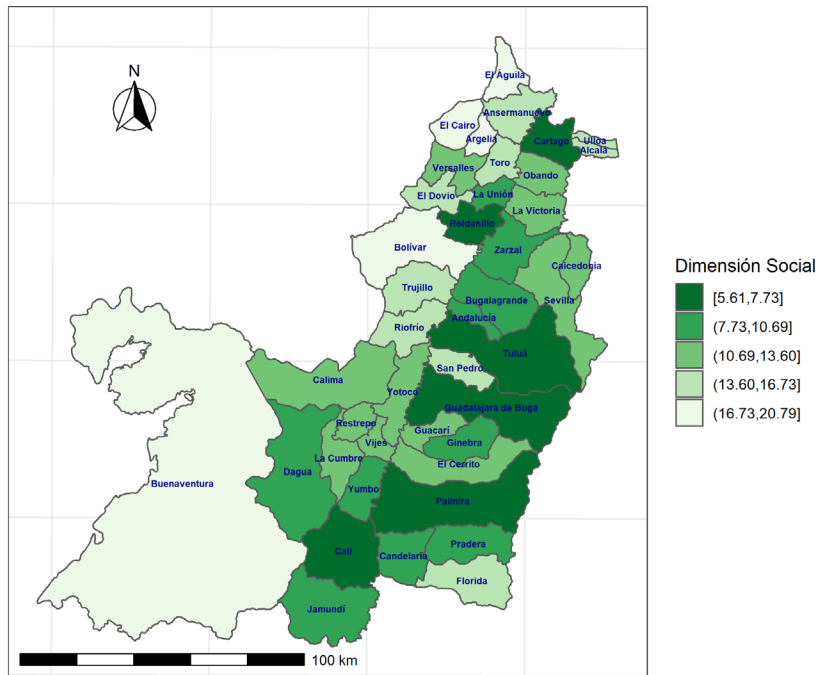 N
El Águila
Ansermanuevo
El Cairo
Argelia
Cartago
Ulloa
Alcalá
Versalles
Toro
Obando
El Dovio
La Unión
La Victoria
Roldanillo
Bolívar
Zarzal
Caicedonia
Trujillo
Bugalagrande
Sevilla
Riofrío
Andalucía
Tuluá
San Pedro
Calima
Yotoco
Guadalajara de Buga
Restrepo
Guacarí
Vijes
Ginebra
La Cumbre
El Cerrito
Dagua
Buenaventura
Yumbo
Palmira
Cali
Candelaria
Pradera
Florida
Jamundí
100 km
Dimensión Social
[5.61,7.73]
(7.73,10.69]
(10.69,13.60]
(13.60,16.73]
(16.73,20.79]